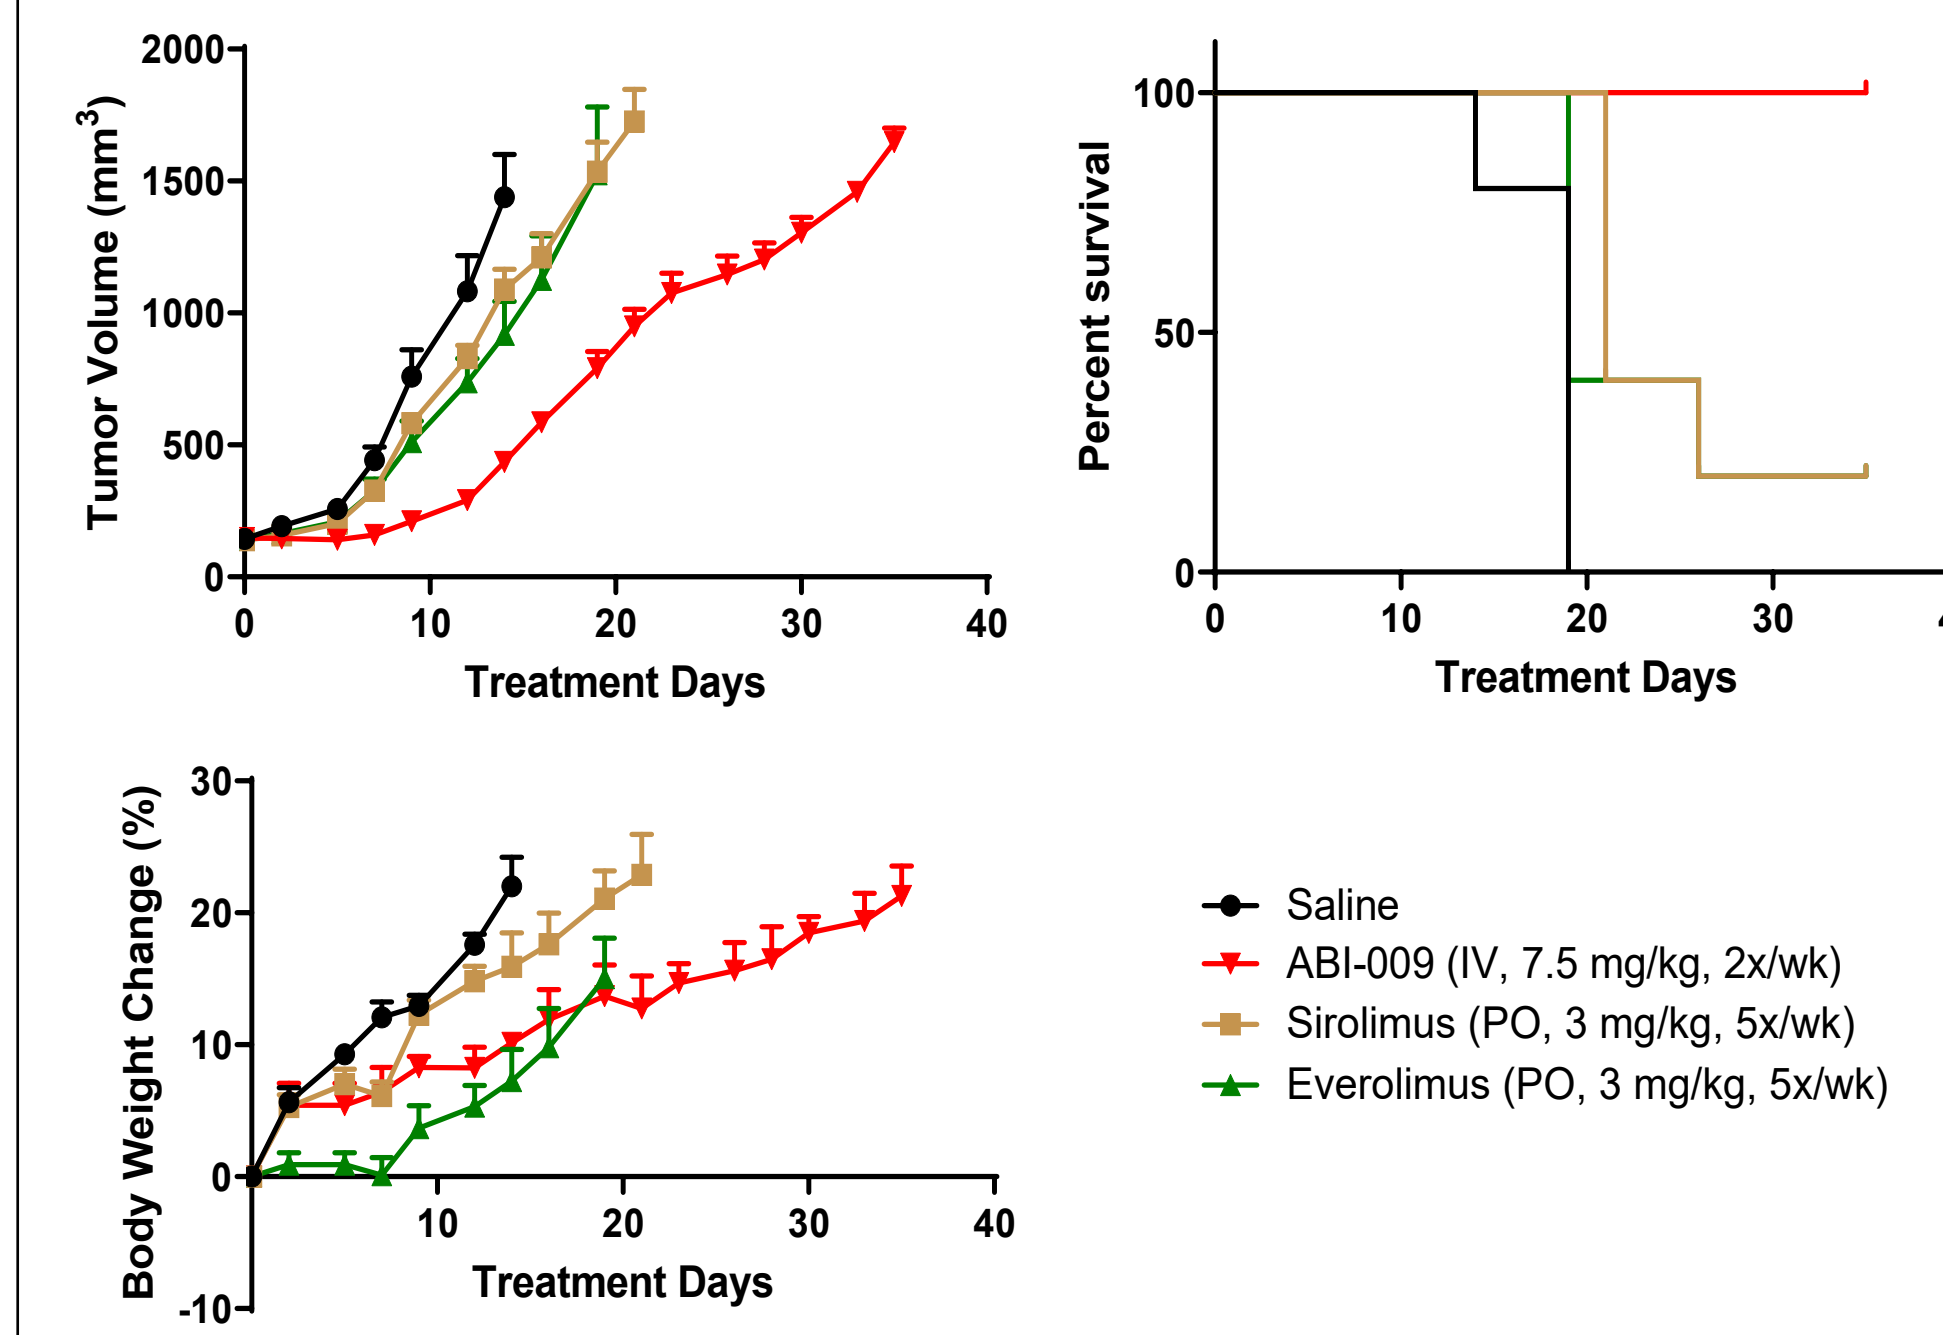 2000
1500
1000
500
0
0 10 20 30 40
Tumor Volume (mm³)
Treatment Days
100
50
0
0 10 20 30
Percent survival
Treatment Days
30
20
10
0
-10
10 20 30 40
Body Weight Change (%)
Treatment Days
Saline
ABI-009 (IV, 7.5 mg/kg, 2x/wk)
Sirolimus (PO, 3 mg/kg, 5x/wk)
Everolimus (PO, 3 mg/kg, 5x/wk)